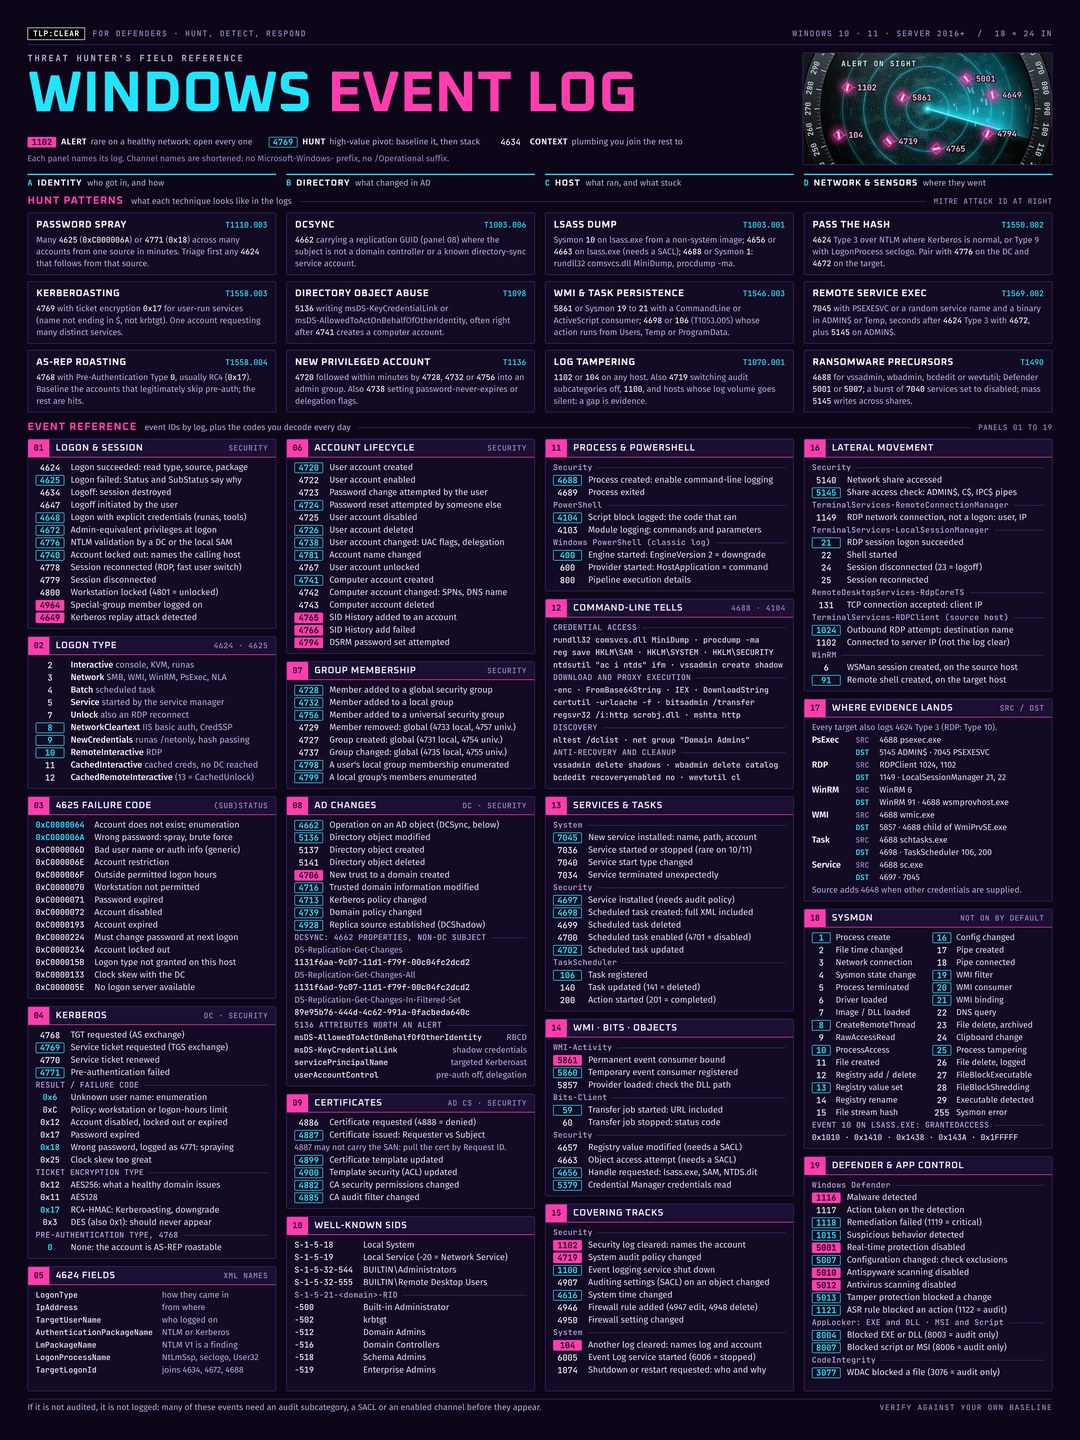 TLP:CLEAR FOR DEFENDERS · HUNT, DETECT, RESPOND
WINDOWS 10 · 11 · SERVER 2016+ / 18 × 24 IN
THREAT HUNTER'S FIELD REFERENCE
WINDOWS EVENT LOG
1102 ALERT rare on a healthy network: open every one 4769 HUNT high-value pivot: baseline it, then stack 4634 CONTEXT plumbing you join the rest to
Each panel names its log. Channel names are shortened: no Microsoft-Windows- prefix, no /Operational suffix.
ALERT ON SIGHT
290
280
260
250
070
080
090
100
110
1102
5861
5001
4649
104
4719
4765
4794
A IDENTITY who got in, and how
B DIRECTORY what changed in AD
C HOST what ran, and what stuck
D NETWORK & SENSORS where they went
HUNT PATTERNS what each technique looks like in the logs
MITRE ATT&CK ID AT RIGHT
PASSWORD SPRAY T1110.003
Many 4625 (0xC000006A) or 4771 (0x18) across many
accounts from one source in minutes. Triage first any 4624
that follows from that source.
DCSYNC T1003.006
4662 carrying a replication GUID (panel 08) where the
subject is not a domain controller or a known directory-sync
service account.
LSASS DUMP T1003.001
Sysmon 10 on lsass.exe from a non-system image; 4656 or
4663 on lsass.exe (needs a SACL); 4688 or Sysmon 1:
rundll32 comsvcs.dll MiniDump, procdump -ma.
PASS THE HASH T1550.002
4624 Type 3 over NTLM where Kerberos is normal, or Type 9
with LogonProcess seclogo. Pair with 4776 on the DC and
4672 on the target.
KERBEROASTING T1558.003
4769 with ticket encryption 0x17 for user-run services
(name not ending in $, not krbtgt). One account requesting
many distinct services.
DIRECTORY OBJECT ABUSE T1098
5136 writing msDS-KeyCredentialLink or
msDS-AllowedToActOnBehalfOfOtherIdentity, often right
after 4741 creates a computer account.
WMI & TASK PERSISTENCE T1546.003
5861 or Sysmon 19 to 21 with a CommandLine or
ActiveScript consumer; 4698 or 106 (T1053.005) whose
action runs from Users, Temp or ProgramData.
REMOTE SERVICE EXEC T1569.002
7045 with PSEXESVC or a random service name and a binary
in ADMIN$ or Temp, seconds after 4624 Type 3 with 4672,
plus 5145 on ADMIN$.
AS-REP ROASTING T1558.004
4768 with Pre-Authentication Type 0, usually RC4 (0x17).
Baseline the accounts that legitimately skip pre-auth; the
rest are hits.
NEW PRIVILEGED ACCOUNT T1136
4720 followed within minutes by 4728, 4732 or 4756 into an
admin group. Also 4738 setting password-never-expires or
delegation flags.
LOG TAMPERING T1070.001
1102 or 104 on any host. Also 4719 switching audit
subcategories off, 1100, and hosts whose log volume goes
silent: a gap is evidence.
RANSOMWARE PRECURSORS T1490
4688 for vssadmin, wbadmin, bcdedit or wevtutil; Defender
5001 or 5007; a burst of 7040 services set to disabled; mass
5145 writes across shares.
EVENT REFERENCE event IDs by log, plus the codes you decode every day
PANELS 01 TO 19
01 LOGON & SESSION SECURITY
4624 Logon succeeded: read type, source, package
4625 Logon failed: Status and SubStatus say why
4634 Logoff: session destroyed
4647 Logoff initiated by the user
4648 Logon with explicit credentials (runas, tools)
4672 Admin-equivalent privileges at logon
4776 NTLM validation by a DC or the local SAM
4740 Account locked out: names the calling host
4778 Session reconnected (RDP, fast user switch)
4779 Session disconnected
4800 Workstation locked (4801 = unlocked)
4964 Special-group member logged on
4649 Kerberos replay attack detected
02 LOGON TYPE 4624 · 4625
2 Interactive console, KVM, runas
3 Network SMB, WMI, WinRM, PsExec, NLA
4 Batch scheduled task
5 Service started by the service manager
7 Unlock also an RDP reconnect
8 NetworkCleartext IIS basic auth, CredSSP
9 NewCredentials runas /netonly, hash passing
10 RemoteInteractive RDP
11 CachedInteractive cached creds, no DC reached
12 CachedRemoteInteractive (13 = CachedUnlock)
03 4625 FAILURE CODE (SUB)STATUS
0xC0000064 Account does not exist: enumeration
0xC000006A Wrong password: spray, brute force
0xC000006D Bad user name or auth info (generic)
0xC000006E Account restriction
0xC000006F Outside permitted logon hours
0xC0000070 Workstation not permitted
0xC0000071 Password expired
0xC0000072 Account disabled
0xC0000193 Account expired
0xC0000224 Must change password at next logon
0xC0000234 Account locked out
0xC000015B Logon type not granted on this host
0xC0000133 Clock skew with the DC
0xC000005E No logon server available
04 KERBEROS DC · SECURITY
4768 TGT requested (AS exchange)
4769 Service ticket requested (TGS exchange)
4770 Service ticket renewed
4771 Pre-authentication failed
RESULT / FAILURE CODE
0x6 Unknown user name: enumeration
0xC Policy: workstation or logon-hours limit
0x12 Account disabled, locked out or expired
0x17 Password expired
0x18 Wrong password, logged as 4771: spraying
0x25 Clock skew too great
TICKET ENCRYPTION TYPE
0x12 AES256: what a healthy domain issues
0x11 AES128
0x17 RC4-HMAC: Kerberoasting, downgrade
0x3 DES (also 0x1): should never appear
PRE-AUTHENTICATION TYPE, 4768
0 None: the account is AS-REP roastable
05 4624 FIELDS XML NAMES
LogonType how they came in
IpAddress from where
TargetUserName who logged on
AuthenticationPackageName NTLM or Kerberos
LmPackageName NTLM V1 is a finding
LogonProcessName NtLmSsp, seclogo, User32
TargetLogonId joins 4634, 4672, 4688
06 ACCOUNT LIFECYCLE SECURITY
4720 User account created
4722 User account enabled
4723 Password change attempted by the user
4724 Password reset attempted by someone else
4725 User account disabled
4726 User account deleted
4738 User account changed: UAC flags, delegation
4781 Account name changed
4767 User account unlocked
4741 Computer account created
4742 Computer account changed: SPNs, DNS name
4743 Computer account deleted
4765 SID History added to an account
4766 SID History add failed
4794 DSRM password set attempted
07 GROUP MEMBERSHIP SECURITY
4728 Member added to a global security group
4732 Member added to a local group
4756 Member added to a universal security group
4729 Member removed: global (4733 local, 4757 univ.)
4727 Group created: global (4731 local, 4754 univ.)
4737 Group changed: global (4735 local, 4755 univ.)
4798 A user's local group membership enumerated
4799 A local group's members enumerated
08 AD CHANGES DC · SECURITY
4662 Operation on an AD object (DCSync, below)
5136 Directory object modified
5137 Directory object created
5141 Directory object deleted
4706 New trust to a domain created
4716 Trusted domain information modified
4713 Kerberos policy changed
4739 Domain policy changed
4928 Replica source established (DCShadow)
DCSYNC: 4662 PROPERTIES, NON-DC SUBJECT
DS-Replication-Get-Changes
1131f6aa-9c07-11d1-f79f-00c04fc2dcd2
DS-Replication-Get-Changes-All
1131f6ad-9c07-11d1-f79f-00c04fc2dcd2
DS-Replication-Get-Changes-In-Filtered-Set
89e95b76-444d-4c62-991a-0facbeda640c
5136 ATTRIBUTES WORTH AN ALERT
msDS-AllowedToActOnBehalfOfOtherIdentity RBCD
msDS-KeyCredentialLink shadow credentials
servicePrincipalName targeted Kerberoast
userAccountControl pre-auth off, delegation
09 CERTIFICATES AD CS · SECURITY
4886 Certificate requested (4888 = denied)
4887 Certificate issued: Requester vs Subject
4887 may not carry the SAN: pull the cert by Request ID.
4899 Certificate template updated
4900 Template security (ACL) updated
4882 CA security permissions changed
4885 CA audit filter changed
10 WELL-KNOWN SIDS
S-1-5-18 Local System
S-1-5-19 Local Service (-20 = Network Service)
S-1-5-32-544 BUILTIN\Administrators
S-1-5-32-555 BUILTIN\Remote Desktop Users
S-1-5-21-<domain>-RID
-500 Built-in Administrator
-502 krbtgt
-512 Domain Admins
-516 Domain Controllers
-518 Schema Admins
-519 Enterprise Admins
11 PROCESS & POWERSHELL
Security
4688 Process created: enable command-line logging
4689 Process exited
PowerShell
4104 Script block logged: the code that ran
4103 Module logging: commands and parameters
Windows PowerShell (classic log)
400 Engine started: EngineVersion 2 = downgrade
600 Provider started: HostApplication = command
800 Pipeline execution details
12 COMMAND-LINE TELLS 4688 · 4104
CREDENTIAL ACCESS
rundll32 comsvcs.dll MiniDump · procdump -ma
reg save HKLM\SAM · HKLM\SYSTEM · HKLM\SECURITY
ntdsutil "ac i ntds" ifm · vssadmin create shadow
DOWNLOAD AND PROXY EXECUTION
-enc · FromBase64String · IEX · DownloadString
certutil -urlcache -f · bitsadmin /transfer
regsvr32 /i:http scrobj.dll · mshta http
DISCOVERY
nltest /dclist · net group "Domain Admins"
ANTI-RECOVERY AND CLEANUP
vssadmin delete shadows · wbadmin delete catalog
bcdedit recoveryenabled no · wevtutil cl
13 SERVICES & TASKS
System
7045 New service installed: name, path, account
7036 Service started or stopped (rare on 10/11)
7040 Service start type changed
7034 Service terminated unexpectedly
Security
4697 Service installed (needs audit policy)
4698 Scheduled task created: full XML included
4699 Scheduled task deleted
4700 Scheduled task enabled (4701 = disabled)
4702 Scheduled task updated
TaskScheduler
106 Task registered
140 Task updated (141 = deleted)
200 Action started (201 = completed)
14 WMI · BITS · OBJECTS
WMI-Activity
5861 Permanent event consumer bound
5860 Temporary event consumer registered
5857 Provider loaded: check the DLL path
Bits-Client
59 Transfer job started: URL included
60 Transfer job stopped: status code
Security
4657 Registry value modified (needs a SACL)
4663 Object access attempt (needs a SACL)
4656 Handle requested: lsass.exe, SAM, NTDS.dit
5379 Credential Manager credentials read
15 COVERING TRACKS
Security
1102 Security log cleared: names the account
4719 System audit policy changed
1100 Event logging service shut down
4907 Auditing settings (SACL) on an object changed
4616 System time changed
4946 Firewall rule added (4947 edit, 4948 delete)
4950 Firewall setting changed
System
104 Another log cleared: names log and account
6005 Event Log service started (6006 = stopped)
1074 Shutdown or restart requested: who and why
16 LATERAL MOVEMENT
Security
5140 Network share accessed
5145 Share access check: ADMIN$, C$, IPC$ pipes
TerminalServices-RemoteConnectionManager
1149 RDP network connection, not a logon: user, IP
TerminalServices-LocalSessionManager
21 RDP session logon succeeded
22 Shell started
24 Session disconnected (23 = logoff)
25 Session reconnected
RemoteDesktopServices-RdpCoreTS
131 TCP connection accepted: client IP
TerminalServices-RDPClient (source host)
1024 Outbound RDP attempt: destination name
1102 Connected to server IP (not the log clear)
WinRM
6 WSMan session created, on the source host
91 Remote shell created, on the target host
17 WHERE EVIDENCE LANDS SRC / DST
Every target also logs 4624 Type 3 (RDP: Type 10).
PsExec SRC 4688 psexec.exe
DST 5145 ADMIN$ · 7045 PSEXESVC
RDP SRC RDPClient 1024, 1102
DST 1149 · LocalSessionManager 21, 22
WinRM SRC WinRM 6
DST WinRM 91 · 4688 wsmprovhost.exe
WMI SRC 4688 wmic.exe
DST 5857 · 4688 child of WmiPrvSE.exe
Task SRC 4688 schtasks.exe
DST 4698 · TaskScheduler 106, 200
Service SRC 4688 sc.exe
DST 4697 · 7045
Source adds 4648 when other credentials are supplied.
18 SYSMON NOT ON BY DEFAULT
1 Process create
2 File time changed
3 Network connection
4 Sysmon state change
5 Process terminated
6 Driver loaded
7 Image / DLL loaded
8 CreateRemoteThread
9 RawAccessRead
10 ProcessAccess
11 File created
12 Registry add / delete
13 Registry value set
14 Registry rename
15 File stream hash
16 Config changed
17 Pipe created
18 Pipe connected
19 WMI filter
20 WMI consumer
21 WMI binding
22 DNS query
23 File delete, archived
24 Clipboard change
25 Process tampering
26 File delete, logged
27 FileBlockExecutable
28 FileBlockShredding
29 Executable detected
255 Sysmon error
EVENT 10 ON LSASS.EXE: GRANTEDACCESS
0x1010 · 0x1410 · 0x1438 · 0x143A · 0x1FFFFF
19 DEFENDER & APP CONTROL
Windows Defender
1116 Malware detected
1117 Action taken on the detection
1118 Remediation failed (1119 = critical)
1015 Suspicious behavior detected
5001 Real-time protection disabled
5007 Configuration changed: check exclusions
5010 Antispyware scanning disabled
5012 Antivirus scanning disabled
5013 Tamper protection blocked a change
1121 ASR rule blocked an action (1122 = audit)
AppLocker: EXE and DLL · MSI and Script
8004 Blocked EXE or DLL (8003 = audit only)
8007 Blocked script or MSI (8006 = audit only)
CodeIntegrity
3077 WDAC blocked a file (3076 = audit only)
If it is not audited, it is not logged: many of these events need an audit subcategory, a SACL or an enabled channel before they appear.
VERIFY AGAINST YOUR OWN BASELINE